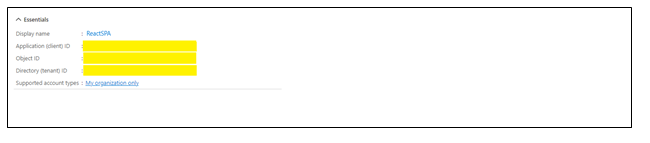 Essentials
Display name : ReactSPA
Application (client) ID :
Object ID :
Directory (tenant) ID :
Supported account types : My organization only